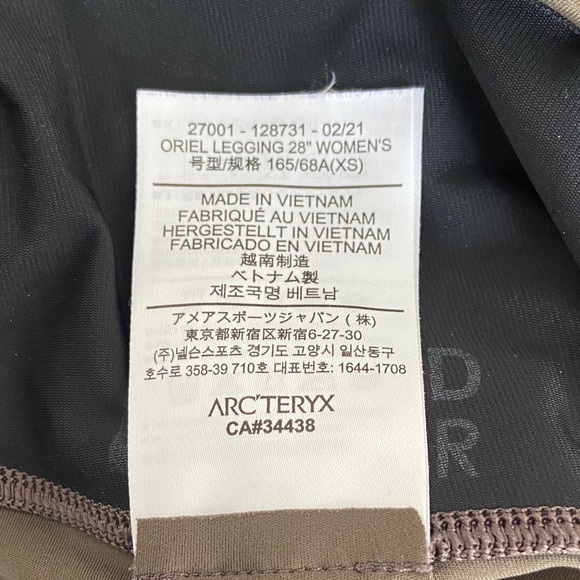 27001 - 128731 - 02/21
ORIEL LEGGING 28" WOMEN'S
号型/规格 165/68A(XS)
MADE IN VIETNAM
FABRIQUÉ AU VIETNAM
HERGESTELLT IN VIETNAM
FABRICADO EN VIETNAM
越南制造
ベトナム製
제조국명 베트남
アメアスポーツジャパン (株)
東京都新宿区新宿6-27-30
(주)넬슨스포츠 경기도 고양시 일산동구
호수로 358-39 710호 대표번호: 1644-1708
ARC'TERYX
CA#34438